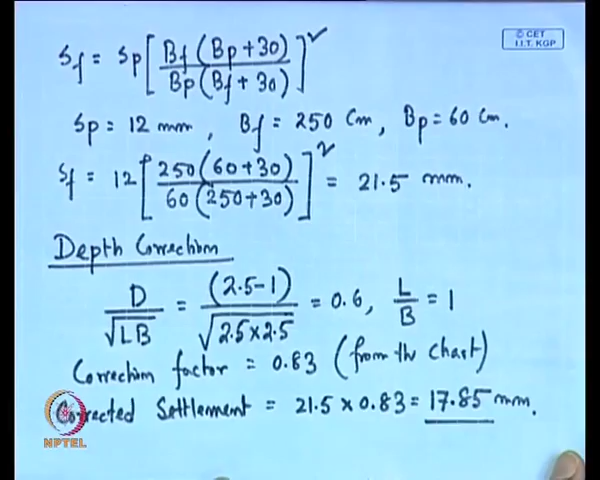 © CET
I.I.T. KGP
Sf = Sp [ Bf (Bp + 30) / Bp (Bf + 30) ]²
Sp = 12 mm, Bf = 250 cm, Bp = 60 cm.
Sf = 12 [ 250 (60+30) / 60 (250+30) ]² = 21.5 mm.
Depth Correction
D / √LB = (2.5-1) / √2.5×2.5 = 0.6, L / B = 1
Correction factor = 0.83 (from the chart)
Corrected Settlement = 21.5 × 0.83 = 17.85 mm.
NPTEL